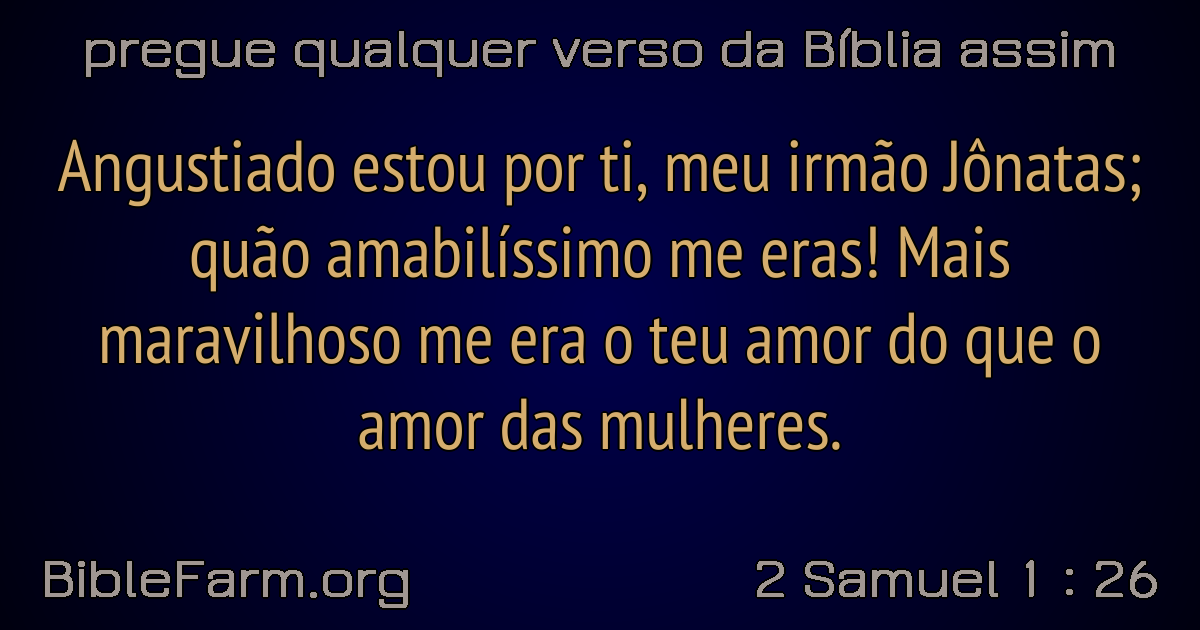 pregue qualquer verso da Bíblia assim
Angustiado estou por ti, meu irmão Jônatas;
quão amabilíssimo me eras! Mais
maravilhoso me era o teu amor do que o
amor das mulheres.
BibleFarm.org
2 Samuel 1 : 26